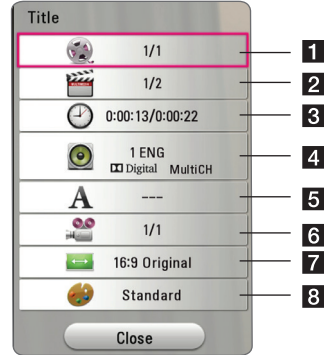 Title
1/1
1
1/2
2
0:00:13/0:00:22
3
1 ENG
Digital MultiCH
4
A
---
5
1/1
6
16:9 Original
7
Standard
8
Close